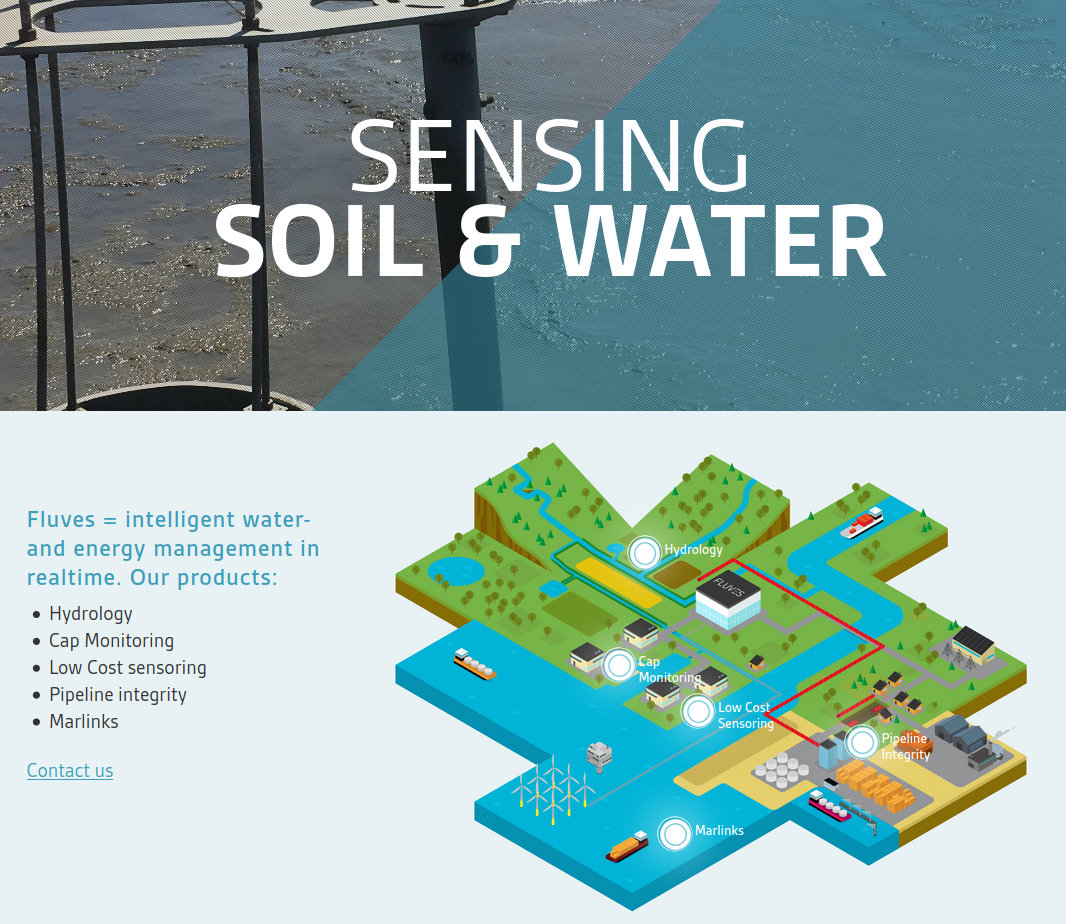 SENSING
SOIL & WATER
Fluves = intelligent water-
and energy management in
realtime. Our products:
Hydrology
Cap Monitoring
Low Cost sensoring
Pipeline integrity
Marlinks
Contact us
Hydrology
FLUVES
Cap
Monitoring
Low Cost
Sensoring
Pipeline
Integrity
Marlinks